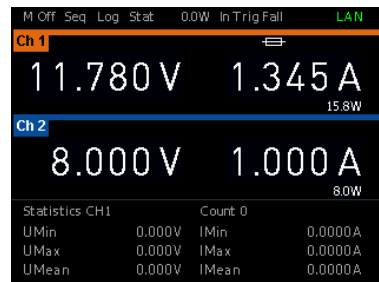 M Off Seq Log Stat 0.0W In Trig Fall LAN
Ch 1
11.780 V 1.345 A
15.8W
Ch 2
8.000 V 1.000 A
8.0W
Statistics CH1 Count 0
UMin 0.000V IMin 0.0000A
UMax 0.000V IMax 0.0000A
UMean 0.000V IMean 0.0000A